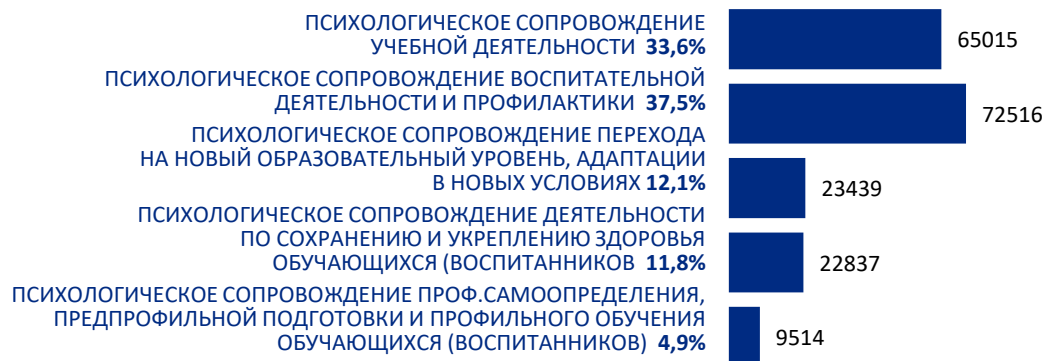 ПСИХОЛОГИЧЕСКОЕ СОПРОВОЖДЕНИЕ
УЧЕБНОЙ ДЕЯТЕЛЬНОСТИ 33,6%
65015
ПСИХОЛОГИЧЕСКОЕ СОПРОВОЖДЕНИЕ ВОСПИТАТЕЛЬНОЙ
ДЕЯТЕЛЬНОСТИ И ПРОФИЛАКТИКИ 37,5%
72516
ПСИХОЛОГИЧЕСКОЕ СОПРОВОЖДЕНИЕ ПЕРЕХОДА
НА НОВЫЙ ОБРАЗОВАТЕЛЬНЫЙ УРОВЕНЬ, АДАПТАЦИИ
В НОВЫХ УСЛОВИЯХ 12,1%
23439
ПСИХОЛОГИЧЕСКОЕ СОПРОВОЖДЕНИЕ ДЕЯТЕЛЬНОСТИ
ПО СОХРАНЕНИЮ И УКРЕПЛЕНИЮ ЗДОРОВЬЯ
ОБУЧАЮЩИХСЯ (ВОСПИТАННИКОВ 11,8%
22837
ПСИХОЛОГИЧЕСКОЕ СОПРОВОЖДЕНИЕ ПРОФ.САМООПРЕДЕЛЕНИЯ,
ПРЕДПРОФИЛЬНОЙ ПОДГОТОВКИ И ПРОФИЛЬНОГО ОБУЧЕНИЯ
ОБУЧАЮЩИХСЯ (ВОСПИТАННИКОВ) 4,9%
9514